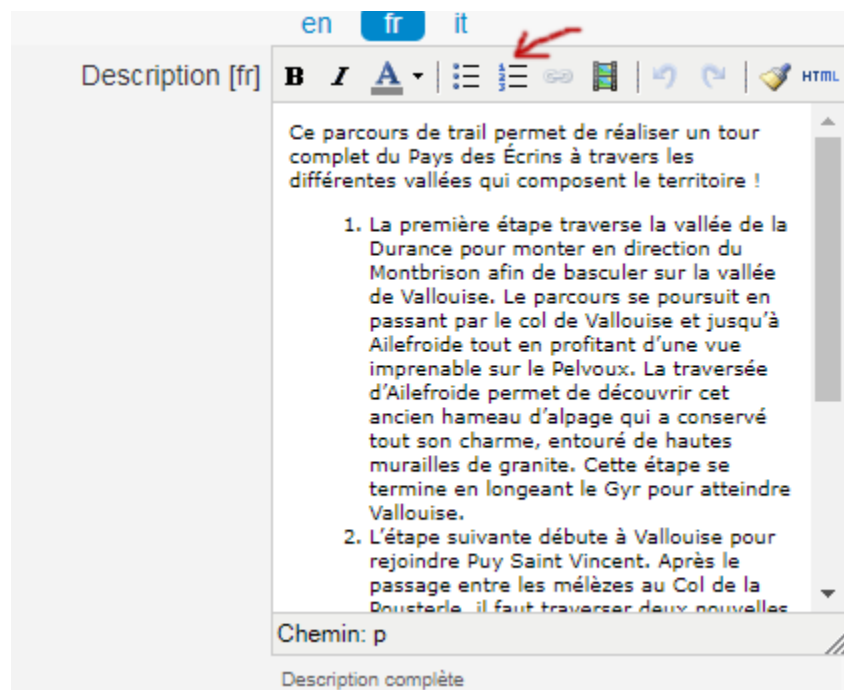 en fr it
Description [fr]
B I A HTML
Ce parcours de trail permet de réaliser un tour
complet du Pays des Écrins à travers les
différentes vallées qui composent le territoire !
1. La première étape traverse la vallée de la
Durance pour monter en direction du
Montbrison afin de basculer sur la vallée
de Vallouise. Le parcours se poursuit en
passant par le col de Vallouise et jusqu’à
Ailefroide tout en profitant d’une vue
imprenable sur le Pelvoux. La traversée
d’Ailefroide permet de découvrir cet
ancien hameau d’alpage qui a conservé
tout son charme, entouré de hautes
murailles de granite. Cette étape se
termine en longeant le Gyr pour atteindre
Vallouise.
2. L’étape suivante débute à Vallouise pour
rejoindre Puy Saint Vincent. Après le
passage entre les mélèzes au Col de la
Pousterle, il faut traverser deux nouvelles
Chemin: p
Description complète